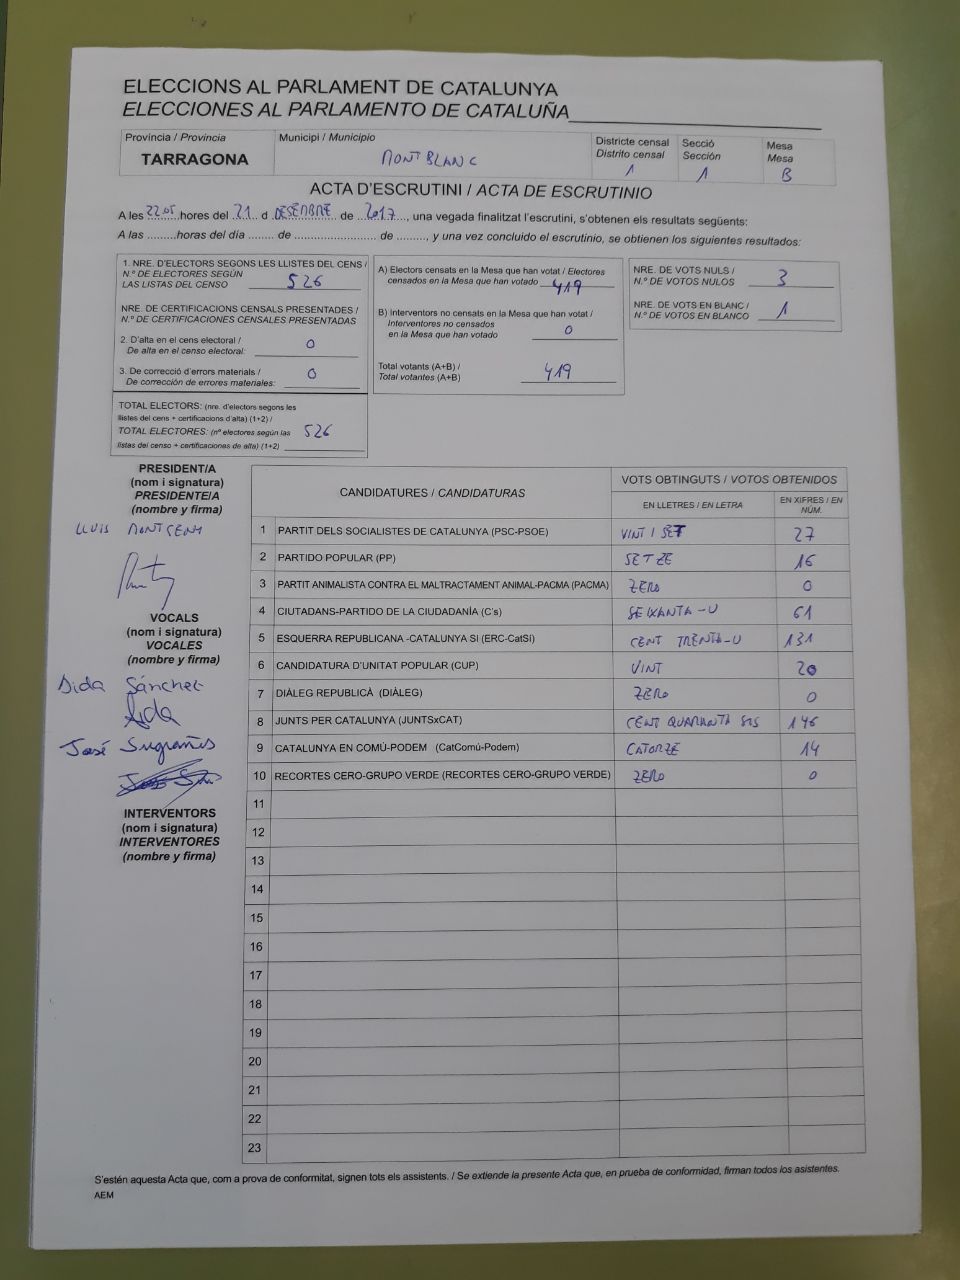 ELECCIONS AL PARLAMENT DE CATALUNYA
ELECCIONES AL PARLAMENTO DE CATALUÑA
Provincia / Provincia
TARRAGONA
Municipi / Municipio
MONTBLANC
Districte censal
Distrito censal
1
Secció
Sección
1
Mesa
Mesa
B
ACTA D'ESCRUTINI / ACTA DE ESCRUTINIO
A les 22.05 hores del 21 d DESEMBRE de 2017, una vegada finalitzat l'escrutini, s'obtenen els resultats següents:
A las .........horas del día ........ de ......................... de ........., y una vez concluido el escrutinio, se obtienen los siguientes resultados:
1. NRE. D'ELECTORS SEGONS LES LLISTES DEL CENS /
N.º DE ELECTORES SEGÚN
LAS LISTAS DEL CENSO 526
NRE. DE CERTIFICACIONS CENSALS PRESENTADES /
N.º DE CERTIFICACIONES CENSALES PRESENTADAS
2. D'alta en el cens electoral /
De alta en el censo electoral: 0
3. De correcció d'errors materials /
De corrección de errores materiales: 0
TOTAL ELECTORS: (nre. d'electors segons les
llistes del cens + certificacions d'alta) (1+2) /
TOTAL ELECTORES: (nº electores según las
listas del censo + certificaciones de alta) (1+2) 526
A) Electors censats en la Mesa que han votat / Electores
censados en la Mesa que han votado 419
B) Interventors no censats en la Mesa que han votat /
Interventores no censados
en la Mesa que han votado 0
Total votants (A+B) /
Total votantes (A+B) 419
NRE. DE VOTS NULS /
N.º DE VOTOS NULOS 3
NRE. DE VOTS EN BLANC /
N.º DE VOTOS EN BLANCO 1
PRESIDENT/A
(nom i signatura)
PRESIDENTE/A
(nombre y firma)
LLUIS
VOCALS
(nom i signatura)
VOCALES
(nombre y firma)
Aida Sánchez
Aida
José Sugrañés
INTERVENTORS
(nom i signatura)
INTERVENTORES
(nombre y firma)
CANDIDATURES / CANDIDATURAS
VOTS OBTINGUTS / VOTOS OBTENIDOS
EN LLETRES / EN LETRA
EN XIFRES / EN
NÚM.
1 PARTIT DELS SOCIALISTES DE CATALUNYA (PSC-PSOE) VINT I SET 27
2 PARTIDO POPULAR (PP) SETZE 16
3 PARTIT ANIMALISTA CONTRA EL MALTRACTAMENT ANIMAL-PACMA (PACMA) ZERO 0
4 CIUTADANS-PARTIDO DE LA CIUDADANÍA (C's) SEIXANTA-U 61
5 ESQUERRA REPUBLICANA -CATALUNYA SI (ERC-CatSí) CENT TRENTA-U 131
6 CANDIDATURA D'UNITAT POPULAR (CUP) VINT 20
7 DIÀLEG REPUBLICÀ (DIÀLEG) ZERO 0
8 JUNTS PER CATALUNYA (JUNTSxCAT) CENT QUARANTA SIS 146
9 CATALUNYA EN COMÚ-PODEM (CatComú-Podem) CATORZE 14
10 RECORTES CERO-GRUPO VERDE (RECORTES CERO-GRUPO VERDE) ZERO 0
11
12
13
14
15
16
17
18
19
20
21
22
23
S'estén aquesta Acta que, com a prova de conformitat, signen tots els assistents. / Se extiende la presente Acta que, en prueba de conformidad, firman todos los asistentes.
AEM